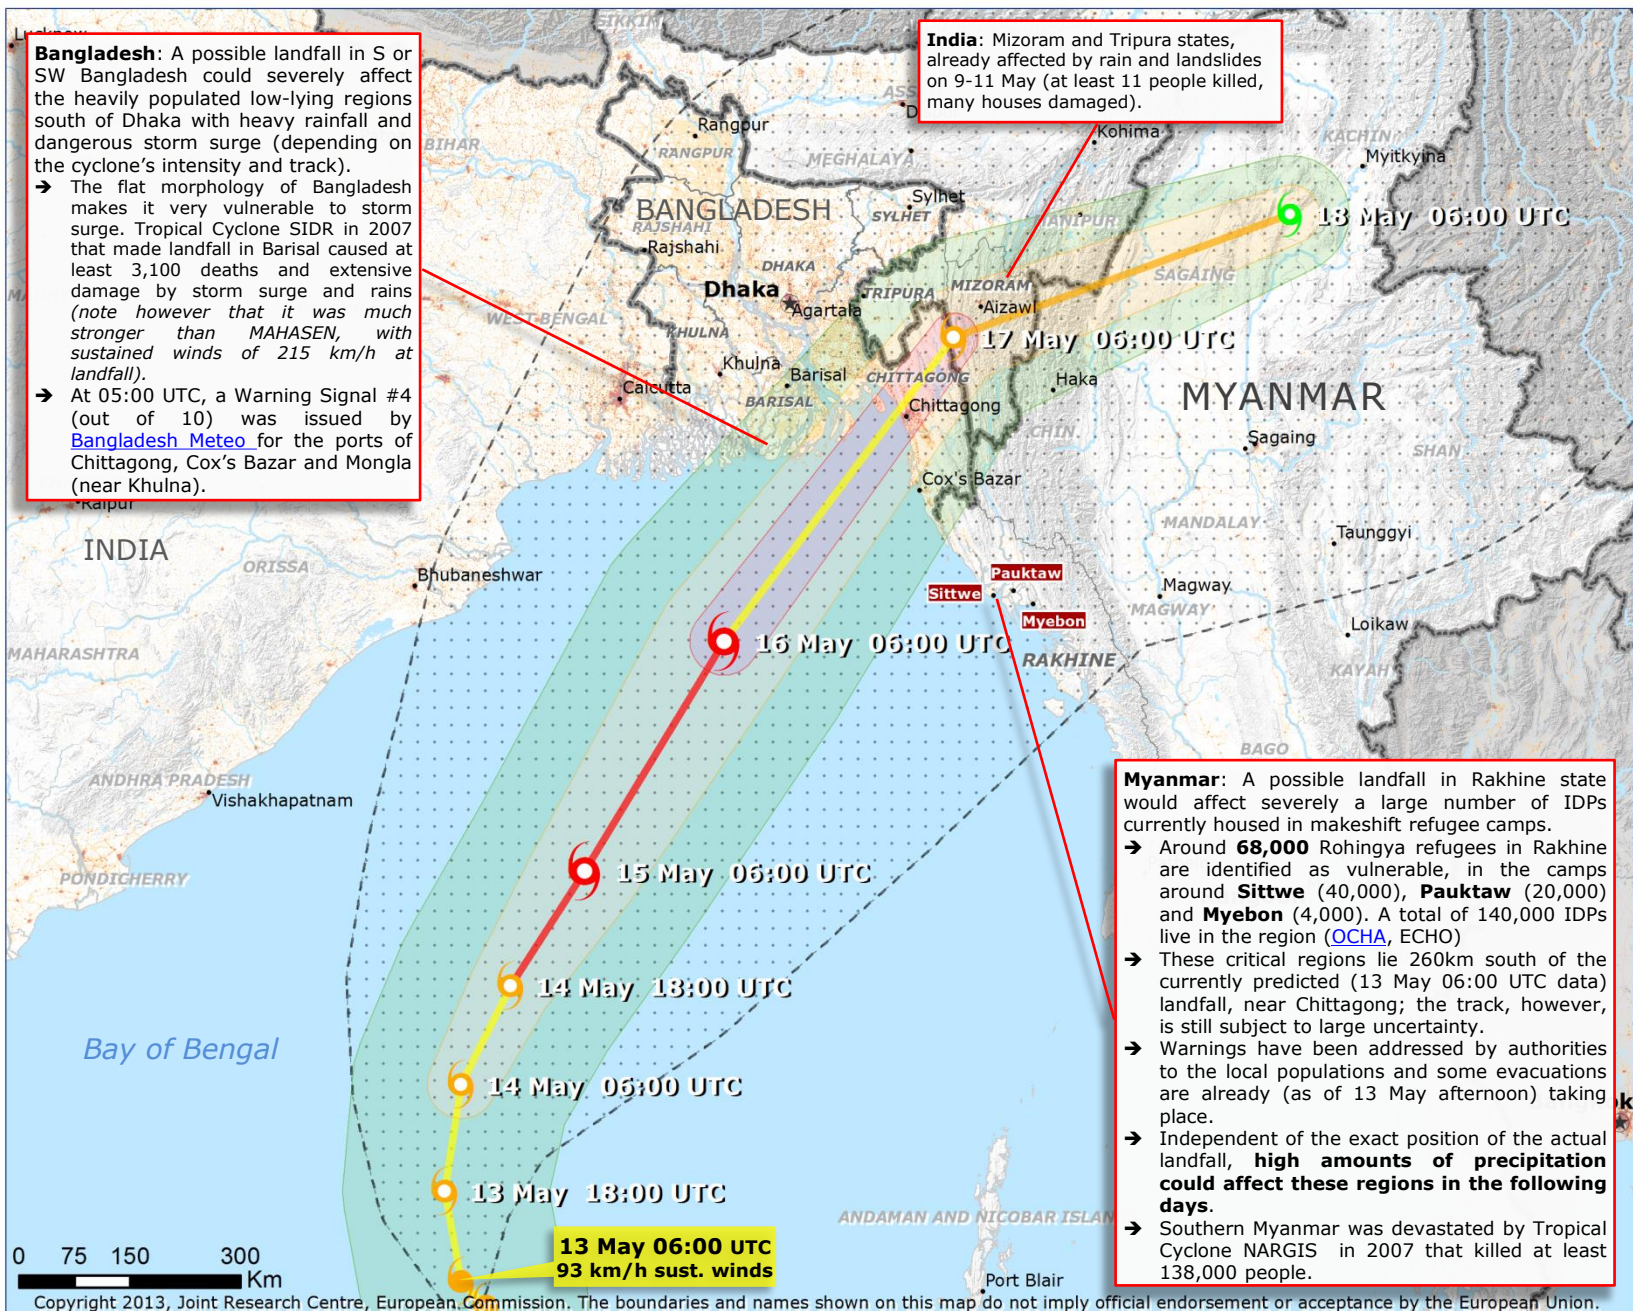 Bangladesh: A possible landfall in S or
SW Bangladesh could severely affect
the heavily populated low-lying regions
south of Dhaka with heavy rainfall and
dangerous storm surge (depending on
the cyclone's intensity and track).
➔ The flat morphology of Bangladesh
makes it very vulnerable to storm
surge. Tropical Cyclone SIDR in 2007
that made landfall in Barisal caused at
least 3,100 deaths and extensive
damage by storm surge and rains
(note however that it was much
stronger than MAHASEN, with
sustained winds of 215 km/h at
landfall).
➔ At 05:00 UTC, a Warning Signal #4
(out of 10) was issued by
Bangladesh Meteo for the ports of
Chittagong, Cox's Bazar and Mongla
(near Khulna).
India: Mizoram and Tripura states,
already affected by rain and landslides
on 9-11 May (at least 11 people killed,
many houses damaged).
SIKKIM
BIHAR
Rangpur
RANGPUR
MEGHALAYA
Kohima
KACHIN
Myitkyina
BANGLADESH
Sylhet
SYLHET
MANIPUR
18 May 06:00 UTC
RAJSHAHI
Rajshahi
DHAKA
Dhaka
Agartala
TRIPURA
MIZORAM
Aizawl
SAGAING
WEST BENGAL
KHULNA
17 May 06:00 UTC
Khulna
Barisal
CHITTAGONG
Haka
Calcutta
BARISAL
Chittagong
MYANMAR
CHIN
Sagaing
SHAN
Cox's Bazar
Raipur
MANDALAY
Taunggyi
INDIA
ORISSA
Bhubaneshwar
Pauktaw
Sittwe
Myebon
Magway
MAGWAY
Loikaw
16 May 06:00 UTC
MAHARASHTRA
RAKHINE
KAYAH
BAGO
ANDHRA PRADESH
Vishakhapatnam
15 May 06:00 UTC
PONDICHERRY
14 May 18:00 UTC
Bay of Bengal
14 May 06:00 UTC
13 May 18:00 UTC
ANDAMAN AND NICOBAR ISLAN
13 May 06:00 UTC
93 km/h sust. winds
Port Blair
Myanmar: A possible landfall in Rakhine state
would affect severely a large number of IDPs
currently housed in makeshift refugee camps.
➔ Around 68,000 Rohingya refugees in Rakhine
are identified as vulnerable, in the camps
around Sittwe (40,000), Pauktaw (20,000)
and Myebon (4,000). A total of 140,000 IDPs
live in the region (OCHA, ECHO)
➔ These critical regions lie 260km south of the
currently predicted (13 May 06:00 UTC data)
landfall, near Chittagong; the track, however,
is still subject to large uncertainty.
➔ Warnings have been addressed by authorities
to the local populations and some evacuations
are already (as of 13 May afternoon) taking
place.
➔ Independent of the exact position of the actual
landfall, high amounts of precipitation
could affect these regions in the following
days.
➔ Southern Myanmar was devastated by Tropical
Cyclone NARGIS in 2007 that killed at least
138,000 people.
0 75 150 300
Km
Copyright 2013, Joint Research Centre, European Commission. The boundaries and names shown on this map do not imply official endorsement or acceptance by the European Union.